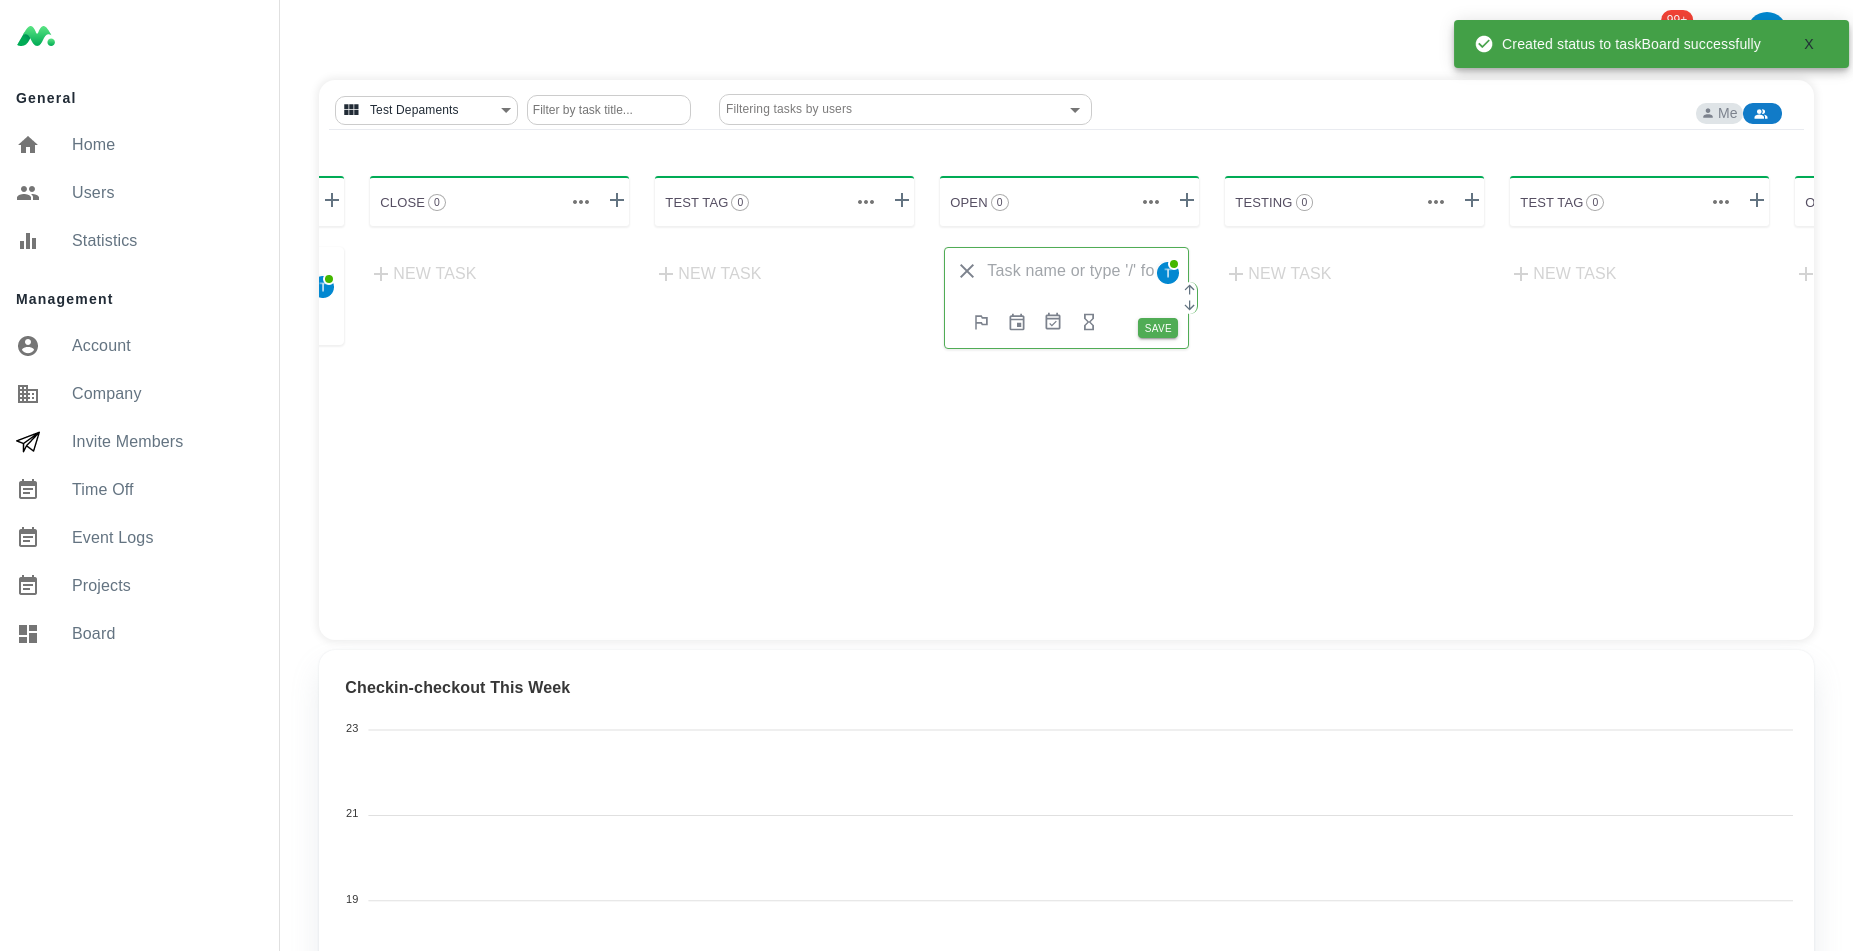 99+
Created status to taskBoard successfully X
General
Home
Users
Statistics
Management
Account
Company
Invite Members
Time Off
Event Logs
Projects
Board
Test Depaments
Filter by task title...
Filtering tasks by users
Me
CLOSE 0
TEST TAG 0
OPEN 0
TESTING 0
TEST TAG 0
O
T
NEW TASK
NEW TASK
Task name or type '/' fo
T
SAVE
NEW TASK
NEW TASK
Checkin-checkout This Week
23
21
19